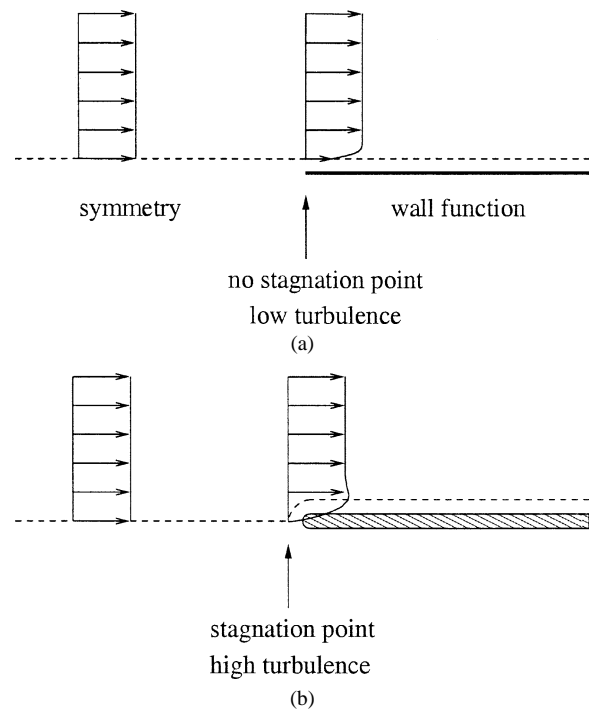 symmetry wall function
no stagnation point
low turbulence
(a)
stagnation point
high turbulence
(b)